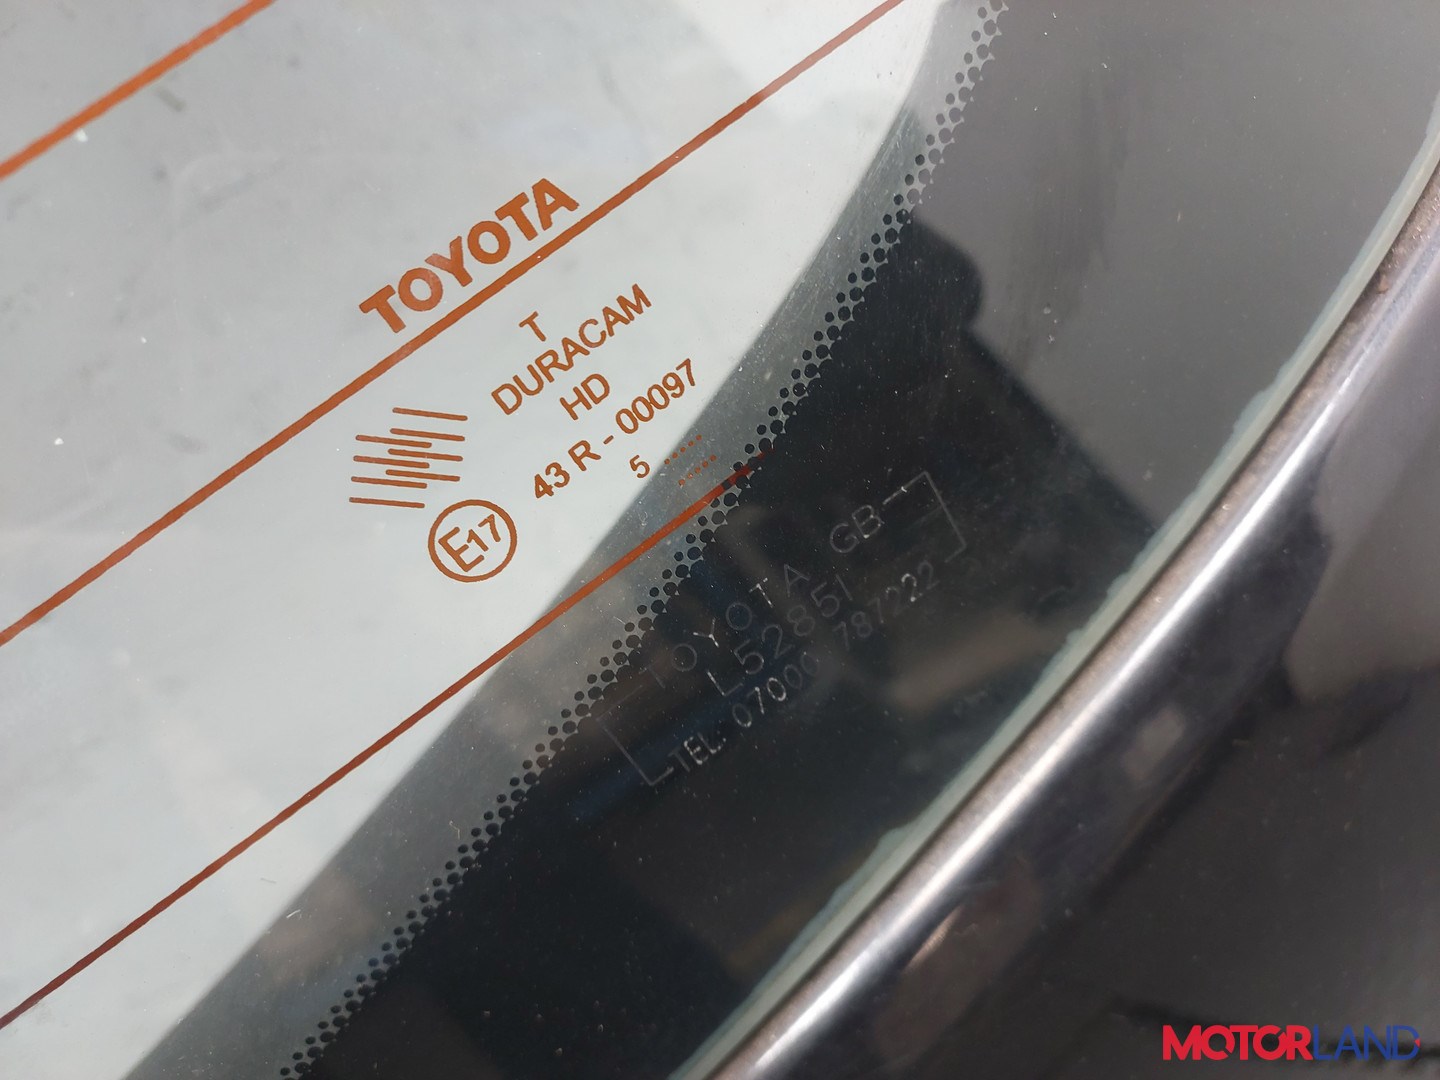 TOYOTA
T
DURACAM
HD
43 R - 00097
5
E17
TOYOTA GB
L52851
TEL: 07000 787222
MOTORLAND